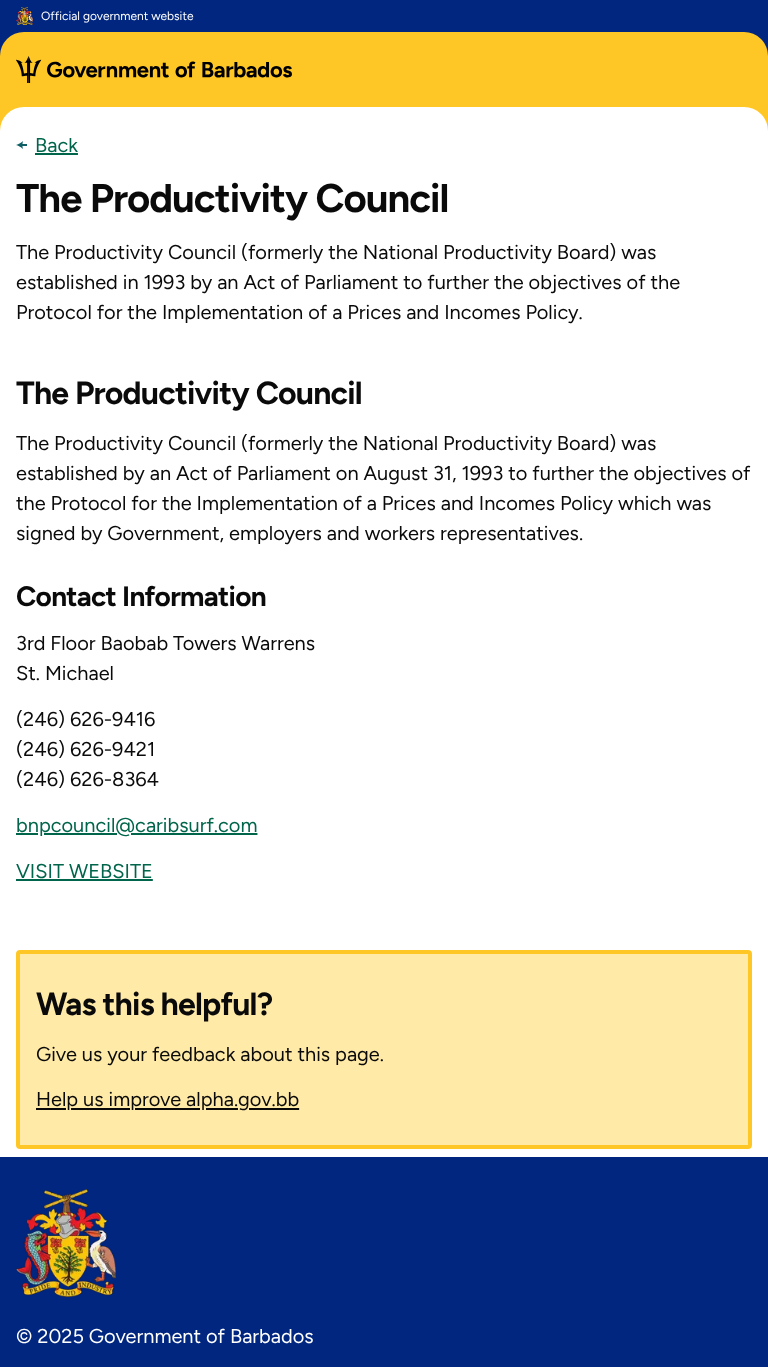 Official government website
Government of Barbados
Back
The Productivity Council
The Productivity Council (formerly the National Productivity Board) was
established in 1993 by an Act of Parliament to further the objectives of the
Protocol for the Implementation of a Prices and Incomes Policy.
The Productivity Council
The Productivity Council (formerly the National Productivity Board) was
established by an Act of Parliament on August 31, 1993 to further the objectives of
the Protocol for the Implementation of a Prices and Incomes Policy which was
signed by Government, employers and workers representatives.
Contact Information
3rd Floor Baobab Towers Warrens
St. Michael
(246) 626-9416
(246) 626-9421
(246) 626-8364
bnpcouncil@caribsurf.com
VISIT WEBSITE
Was this helpful?
Give us your feedback about this page.
Help us improve alpha.gov.bb
PRIDE AND INDUSTRY
© 2025 Government of Barbados